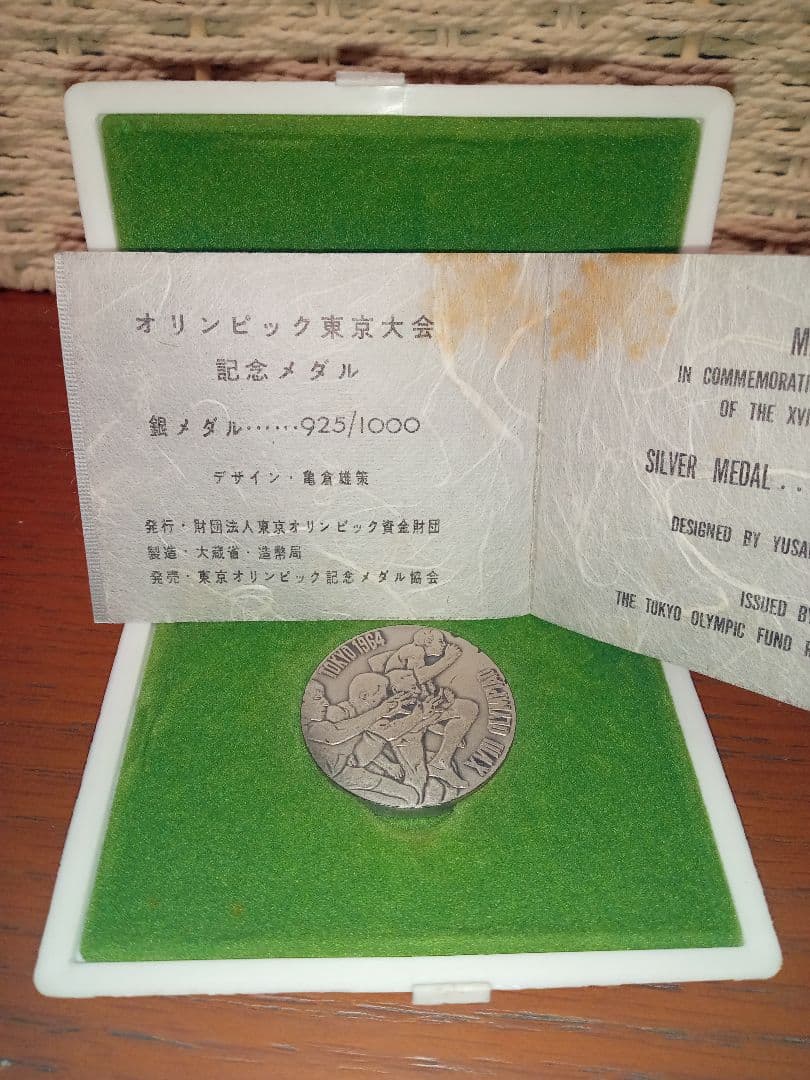 オリンピック東京大会
記念メダル
銀メダル……925/1000
デザイン・亀倉雄策
発行・財団法人東京オリンピック資金財団
製造・大蔵省・造幣局
発売・東京オリンピック記念メダル協会
IN
OF THE
SILVER MEDAL...
DESIGNED BY
ISSUED BY
THE TOKYO OLYMPIC FUND
TOKYO 1964
XVIII OLYMPIAD